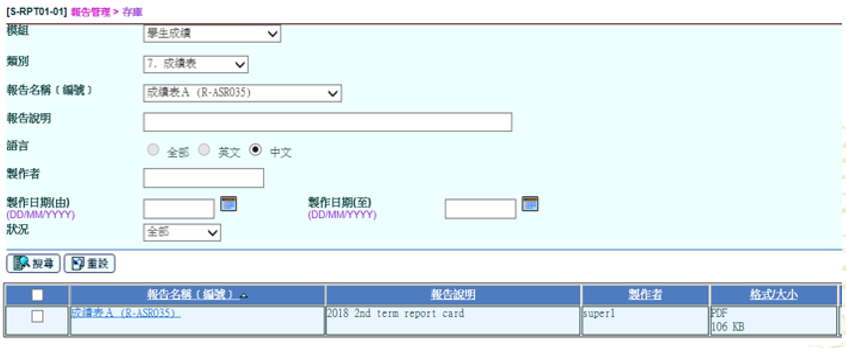 [S-RPT01-01] 報告管理 > 存庫
模組 學生成績
類別 7. 成績表
報告名稱﹝編號﹞ 成績表A (R-ASR035)
報告說明
語言 全部 英文 中文
製作者
製作日期(由) 製作日期(至)
(DD/MM/YYYY) (DD/MM/YYYY)
狀況 全部
搜尋 重設
報告名稱﹝編號﹞ 報告說明 製作者 格式/大小
成績表A (R-ASR035) 2018 2nd term report card super1 PDF
106 KB